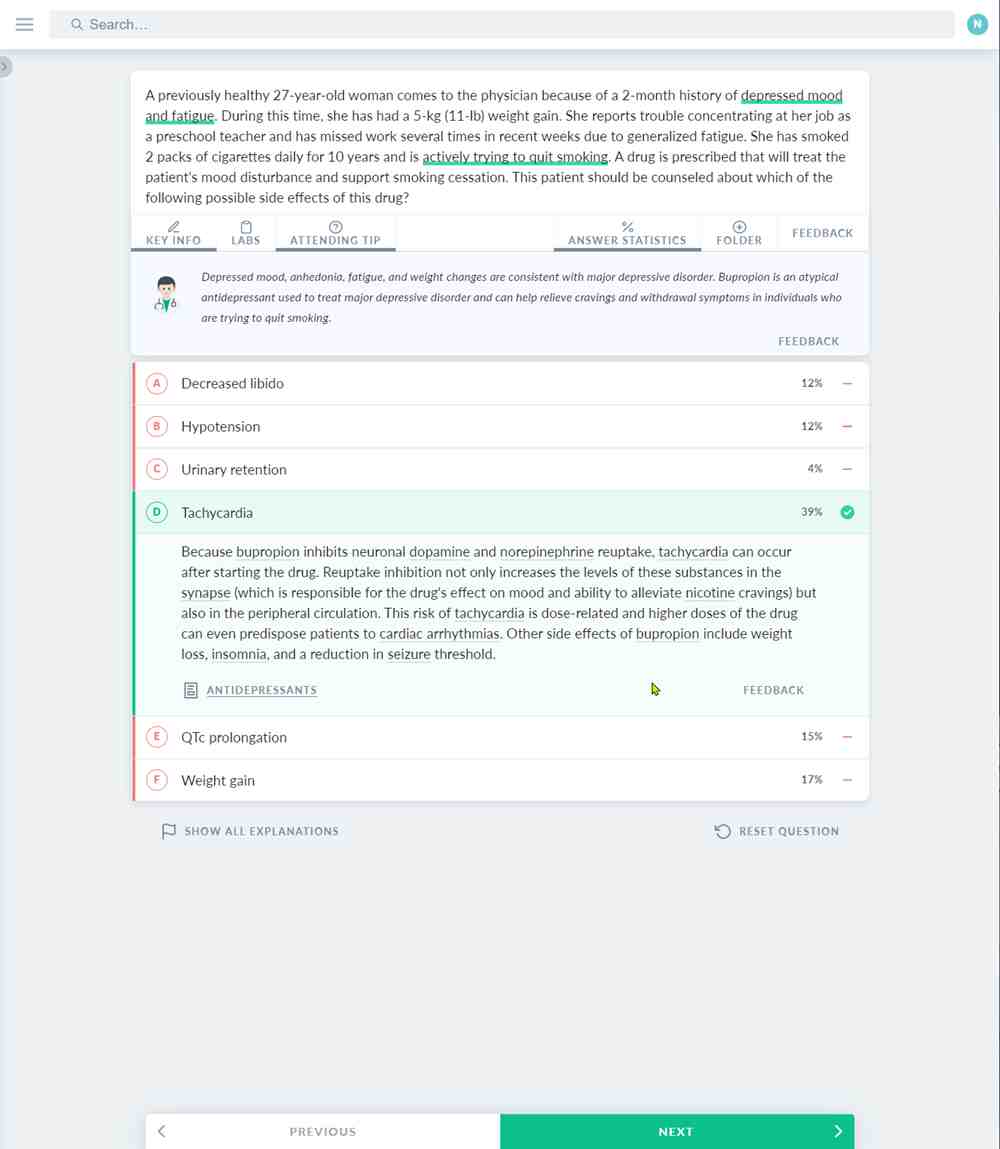 Search...
N
A previously healthy 27-year-old woman comes to the physician because of a 2-month history of depressed mood
and fatigue. During this time, she has had a 5-kg (11-lb) weight gain. She reports trouble concentrating at her job as
a preschool teacher and has missed work several times in recent weeks due to generalized fatigue. She has smoked
2 packs of cigarettes daily for 10 years and is actively trying to quit smoking. A drug is prescribed that will treat the
patient's mood disturbance and support smoking cessation. This patient should be counseled about which of the
following possible side effects of this drug?
KEY INFO LABS ATTENDING TIP ANSWER STATISTICS FOLDER FEEDBACK
Depressed mood, anhedonia, fatigue, and weight changes are consistent with major depressive disorder. Bupropion is an atypical
antidepressant used to treat major depressive disorder and can help relieve cravings and withdrawal symptoms in individuals who
are trying to quit smoking.
FEEDBACK
A Decreased libido 12%
B Hypotension 12%
C Urinary retention 4%
D Tachycardia 39%
Because bupropion inhibits neuronal dopamine and norepinephrine reuptake, tachycardia can occur
after starting the drug. Reuptake inhibition not only increases the levels of these substances in the
synapse (which is responsible for the drug's effect on mood and ability to alleviate nicotine cravings) but
also in the peripheral circulation. This risk of tachycardia is dose-related and higher doses of the drug
can even predispose patients to cardiac arrhythmias. Other side effects of bupropion include weight
loss, insomnia, and a reduction in seizure threshold.
ANTIDEPRESSANTS FEEDBACK
E QTc prolongation 15%
F Weight gain 17%
SHOW ALL EXPLANATIONS RESET QUESTION
PREVIOUS NEXT